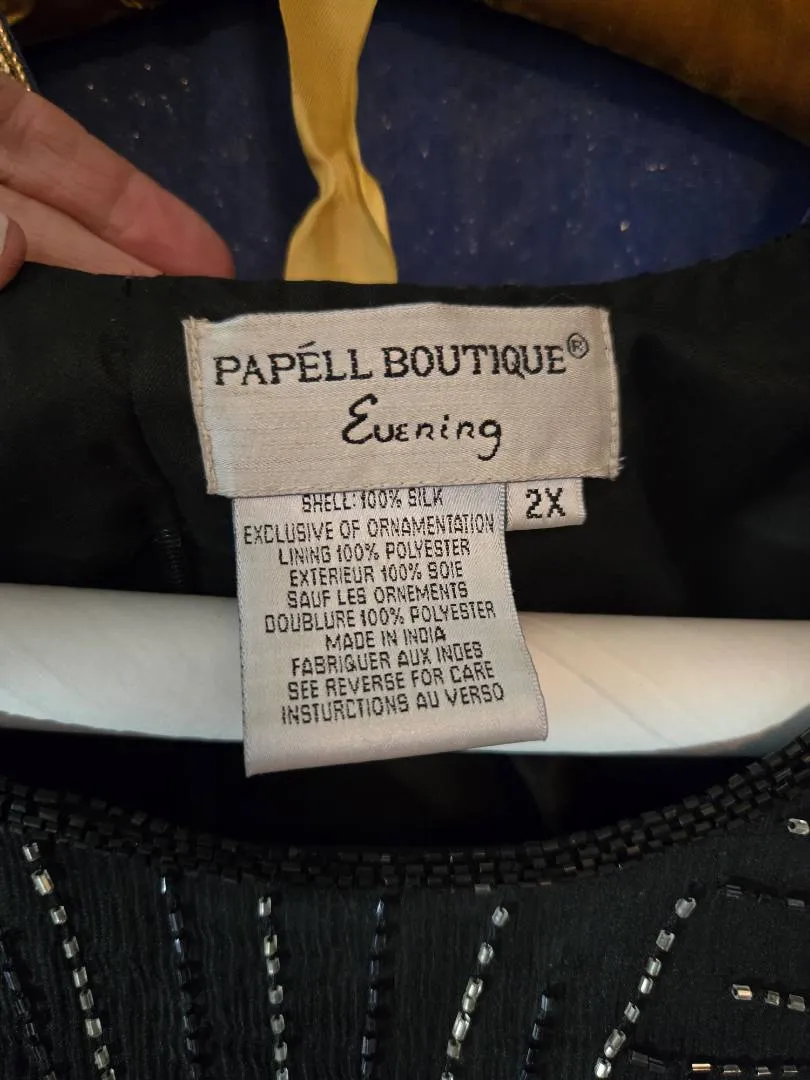 PAPÉLL BOUTIQUE®
Evening
2X
SHELL: 100% SILK
EXCLUSIVE OF ORNAMENTATION
LINING 100% POLYESTER
EXTERIEUR 100% SOIE
SAUF LES ORNEMENTS
DOUBLURE 100% POLYESTER
MADE IN INDIA
FABRIQUER AUX INDES
SEE REVERSE FOR CARE
INSTURCTIONS AU VERSO